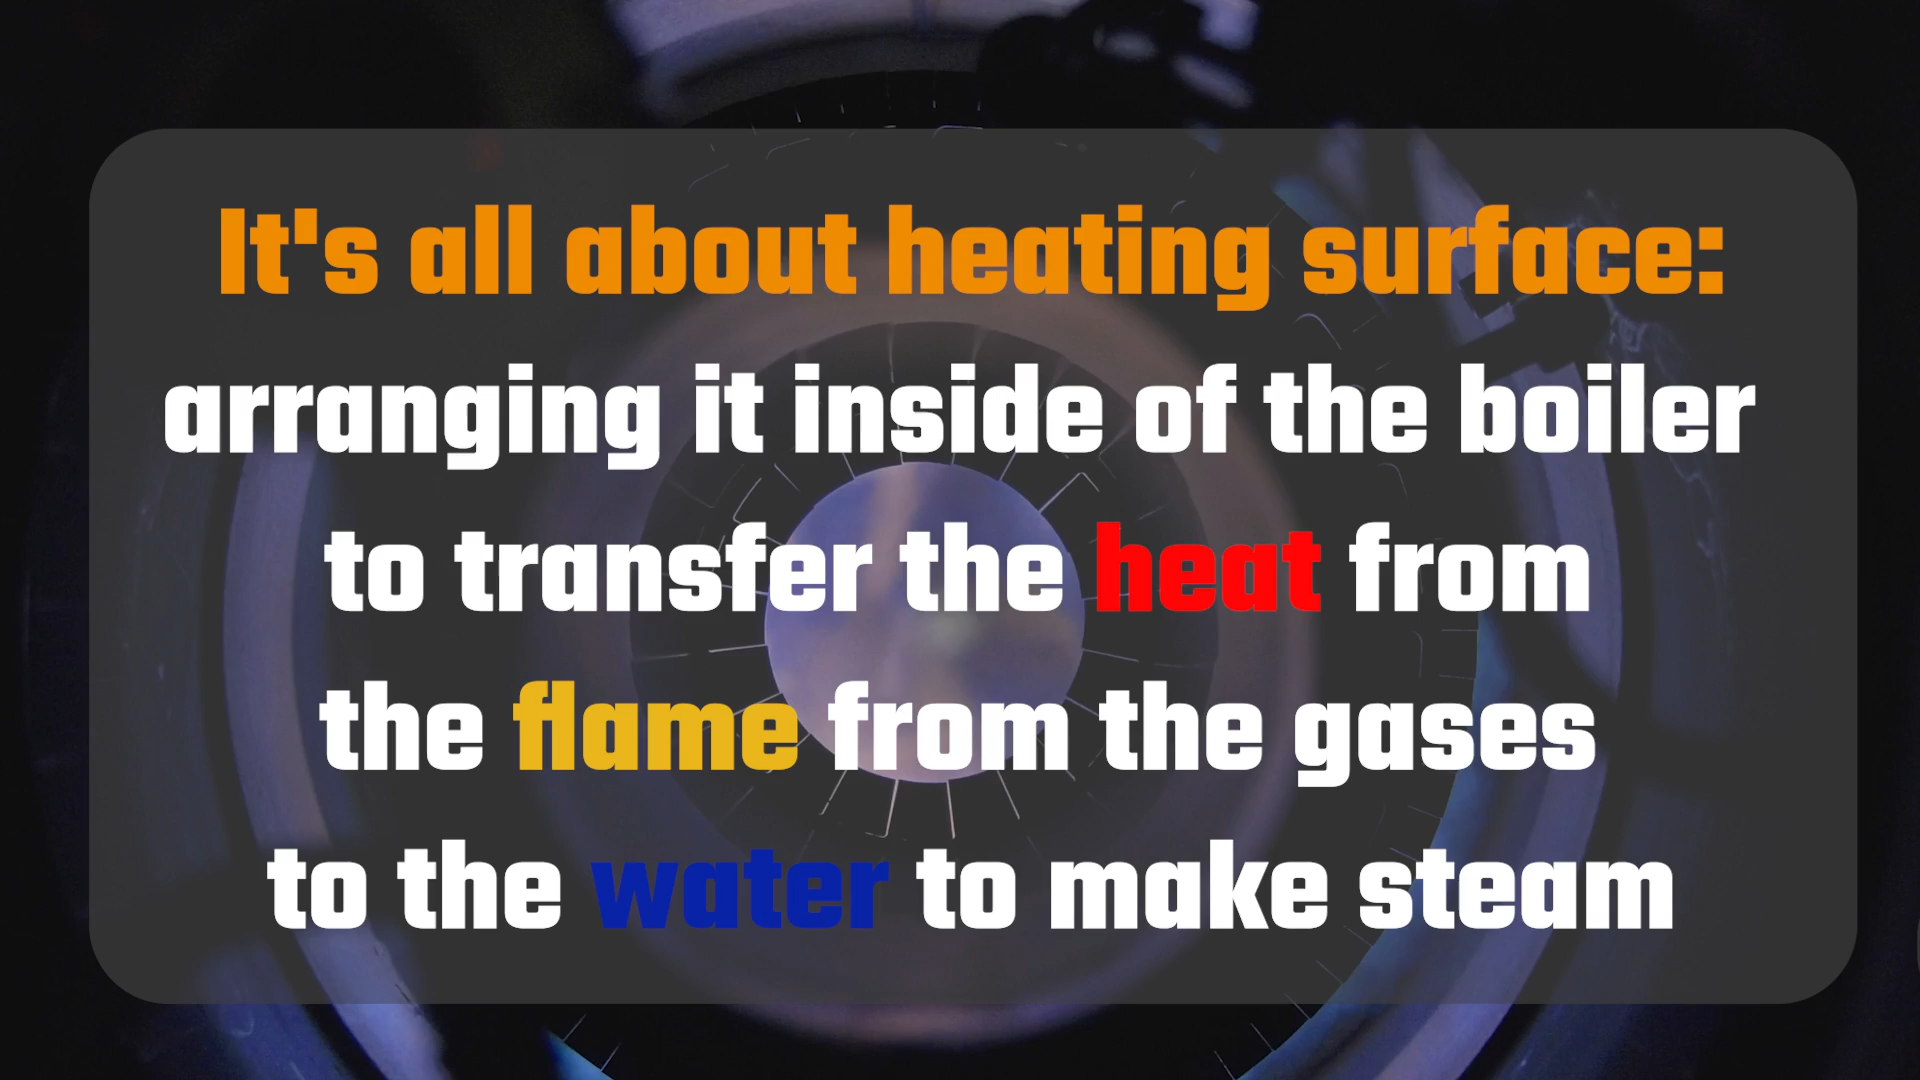 It's all about heating surface:
arranging it inside of the boiler
to transfer the heat from
the flame from the gases
to the water to make steam